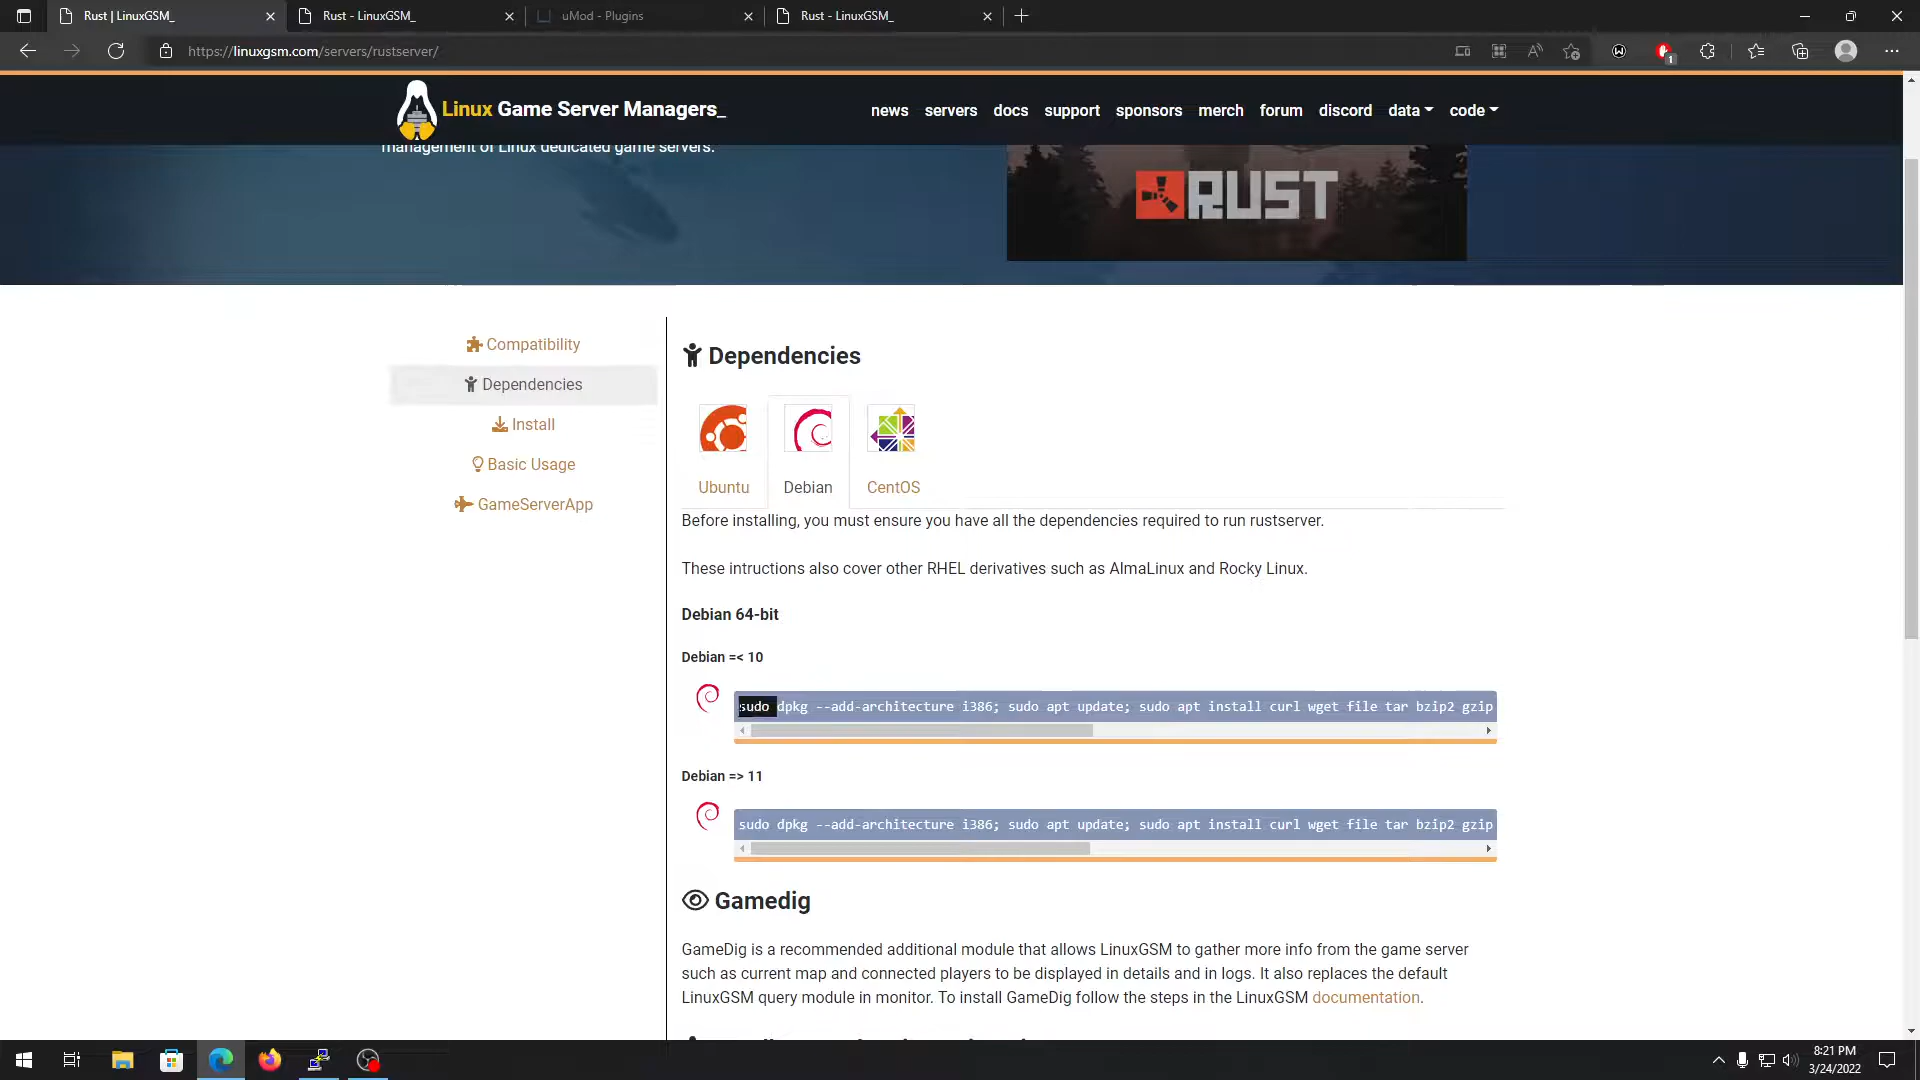 Rust | LinuxGSM_
Rust - LinuxGSM_
uMod - Plugins
Rust - LinuxGSM_
https://linuxgsm.com/servers/rustserver/
1
Linux Game Server Managers_
news
servers
docs
support
sponsors
merch
forum
discord
data
code
management of Linux dedicated game servers.
RUST
Compatibility
Dependencies
Install
Basic Usage
GameServerApp
Dependencies
Ubuntu
Debian
CentOS
Before installing, you must ensure you have all the dependencies required to run rustserver.
These intructions also cover other RHEL derivatives such as AlmaLinux and Rocky Linux.
Debian 64-bit
Debian =< 10
sudo dpkg --add-architecture i386; sudo apt update; sudo apt install curl wget file tar bzip2 gzip
Debian => 11
sudo dpkg --add-architecture i386; sudo apt update; sudo apt install curl wget file tar bzip2 gzip
Gamedig
GameDig is a recommended additional module that allows LinuxGSM to gather more info from the game server
such as current map and connected players to be displayed in details and in logs. It also replaces the default
LinuxGSM query module in monitor. To install GameDig follow the steps in the LinuxGSM documentation.
8:21 PM
3/24/2022